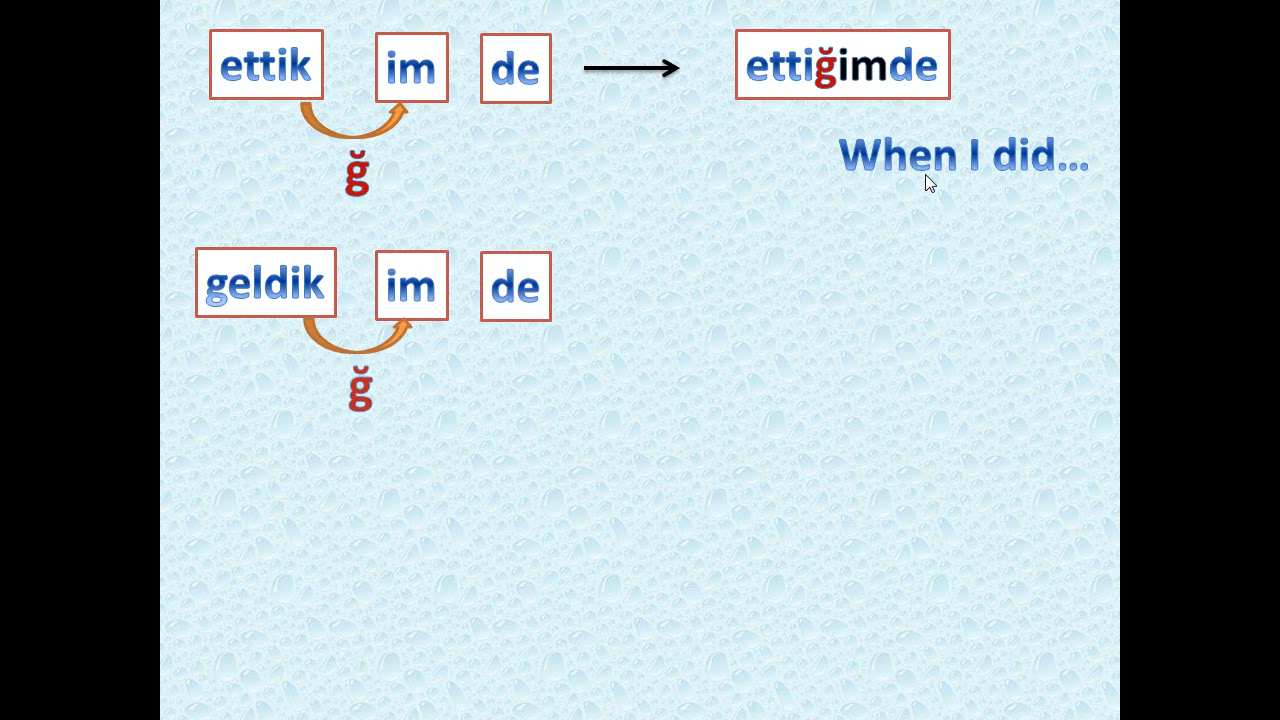 ettik im de ettiğimde
ğ
When I did...
geldik im de
ğ